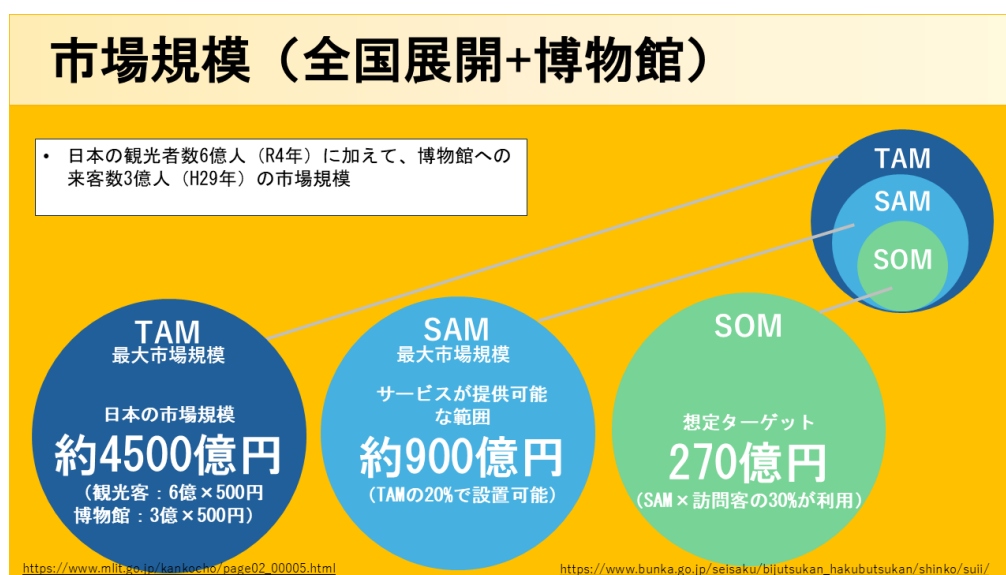 市場規模（全国展開+博物館）
• 日本の観光者数6億人（R4年）に加えて、博物館への
来客数3億人（H29年）の市場規模
TAM
SAM
SOM
TAM
最大市場規模
日本の市場規模
約4500億円
（観光客：6億×500円
博物館：3億×500円）
SAM
最大市場規模
サービスが提供可能
な範囲
約900億円
（TAMの20%で設置可能）
SOM
想定ターゲット
270億円
（SAM×訪問客の30%が利用）
https://www.mlit.go.jp/kankocho/page02_00005.html
https://www.bunka.go.jp/seisaku/bijutsukan_hakubutsukan/shinko/suii/